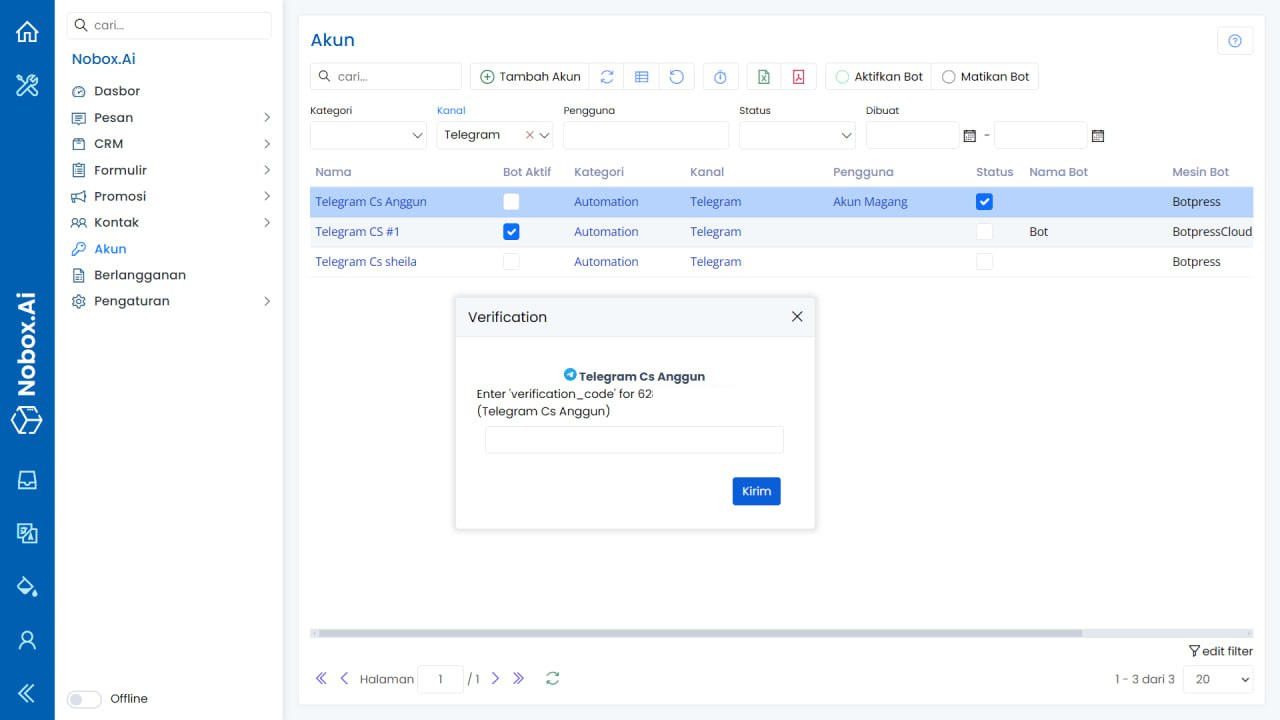 cari...
Nobox.Ai
Dasbor
Pesan
CRM
Formulir
Promosi
Kontak
Akun
Berlangganan
Pengaturan
Offline
Nobox.Ai
Akun
cari...
Tambah Akun
Aktifkan Bot
Matikan Bot
Kategori Kanal Pengguna Status Dibuat
Telegram
-
Nama Bot Aktif Kategori Kanal Pengguna Status Nama Bot Mesin Bot
Telegram Cs Anggun Automation Telegram Akun Magang Botpress
Telegram CS #1 Automation Telegram Bot BotpressCloud
Telegram Cs sheila Automation Telegram Botpress
Verification
Telegram Cs Anggun
Enter 'verification_code' for 628
(Telegram Cs Anggun)
Kirim
edit filter
Halaman 1 / 1
1 - 3 dari 3 20